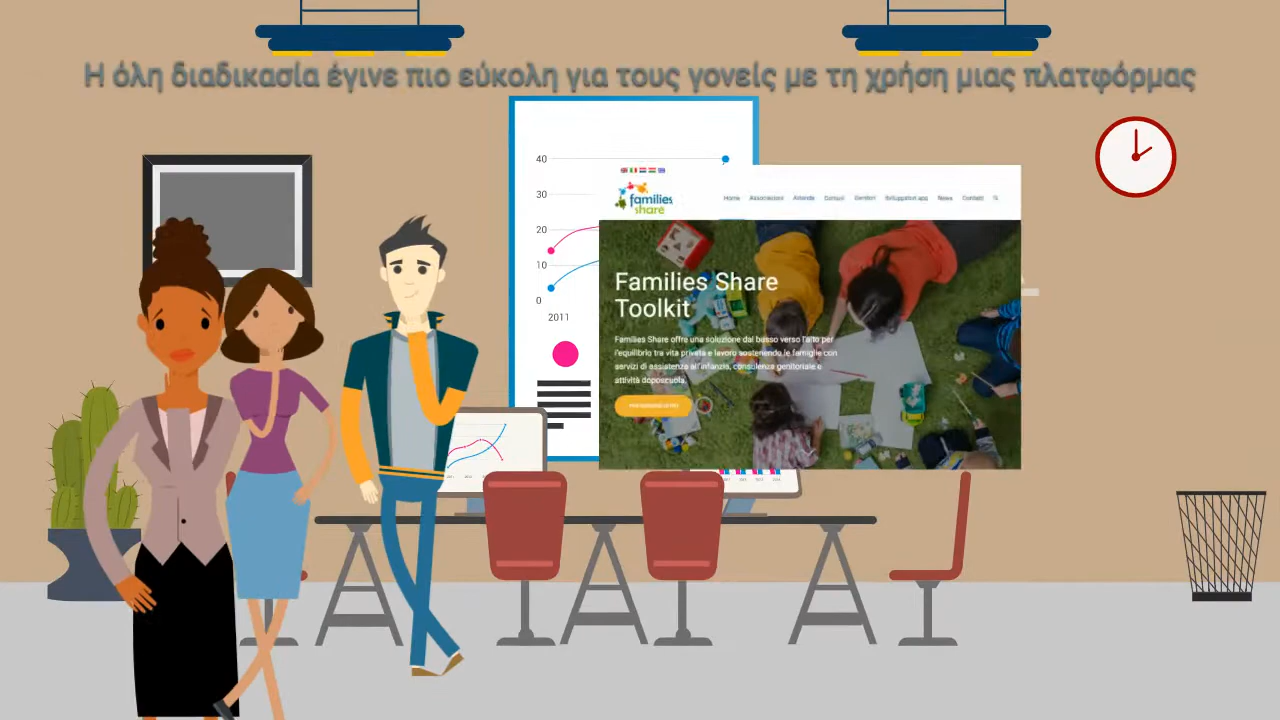 Η όλη διαδικασία έγινε πιο εύκολη για τους γονείς με τη χρήση μιας πλατφόρμας
40
30
20
10
0
2011
families
share
Home Associazioni Aziende Comuni Genitori Sviluppatori app News Contatti
Families Share
Toolkit
Families Share offre una soluzione dal basso verso l'alto per
l'equilibrio tra vita privata e lavoro sostenendo le famiglie con
servizi di assistenza all'infanzia, consulenza genitoriale e
attività doposcuola.